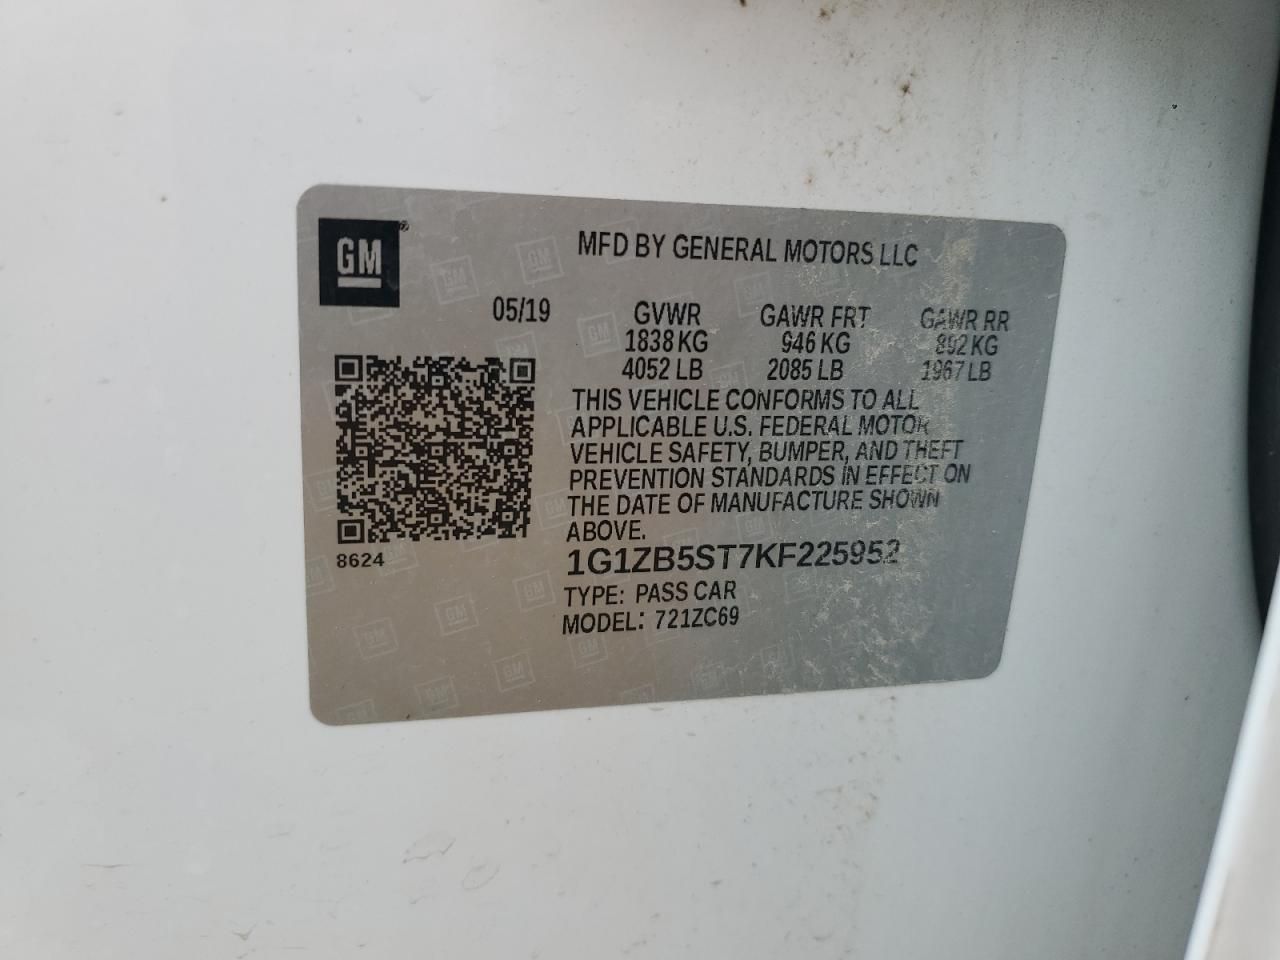 GM
MFD BY GENERAL MOTORS LLC
05/19 GVWR GAWR FRT GAWR RR
1838 KG 946 KG 892 KG
4052 LB 2085 LB 1967 LB
THIS VEHICLE CONFORMS TO ALL
APPLICABLE U.S. FEDERAL MOTOR
VEHICLE SAFETY, BUMPER, AND THEFT
PREVENTION STANDARDS IN EFFECT ON
THE DATE OF MANUFACTURE SHOWN
ABOVE.
8624
1G1ZB5ST7KF225952
TYPE: PASS CAR
MODEL: 721ZC69